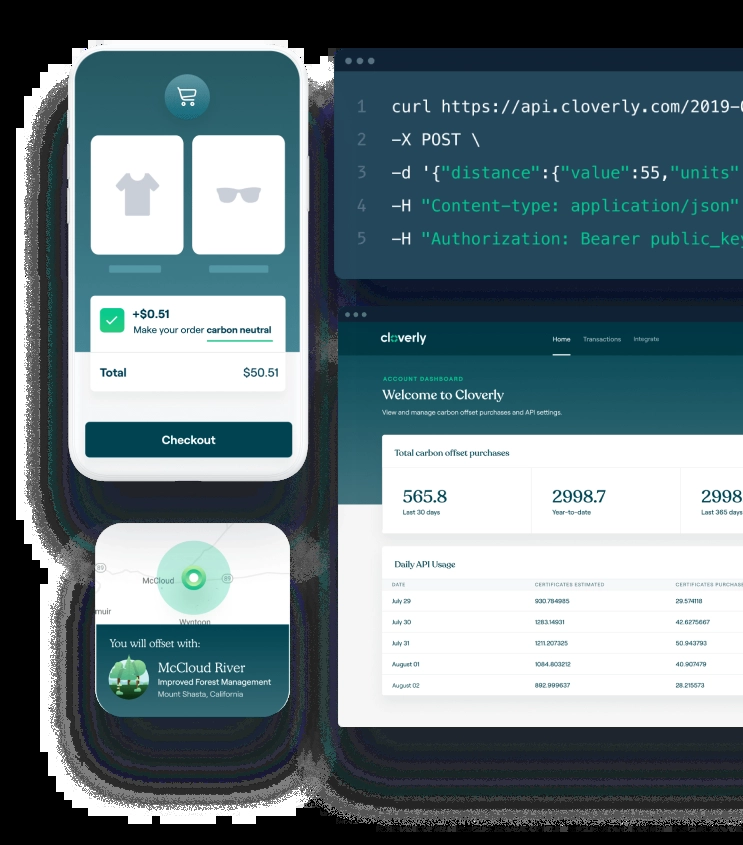 +$0.51
Make your order carbon neutral
Total $50.51
Checkout
89
McCloud 89
muir
Wyntoon
You will offset with:
McCloud River
Improved Forest Management
Mount Shasta, California
1 curl https://api.cloverly.com/2019-
2 -X POST \
3 -d '{"distance":{"value":55,"units"
4 -H "Content-type: application/json"
5 -H "Authorization: Bearer public_key
cloverly Home Transactions Integrate
ACCOUNT DASHBOARD
Welcome to Cloverly
View and manage carbon offset purchases and API settings.
Total carbon offset purchases
565.8 2998.7 2998
Last 30 days Year-to-date Last 365 days
Daily API Usage
DATE CERTIFICATES ESTIMATED CERTIFICATES PURCHASE
July 29 930.784985 29.574118
July 30 1283.14931 42.6275667
July 31 1211.207325 50.943793
August 01 1084.803212 40.907479
August 02 892.999637 28.215573